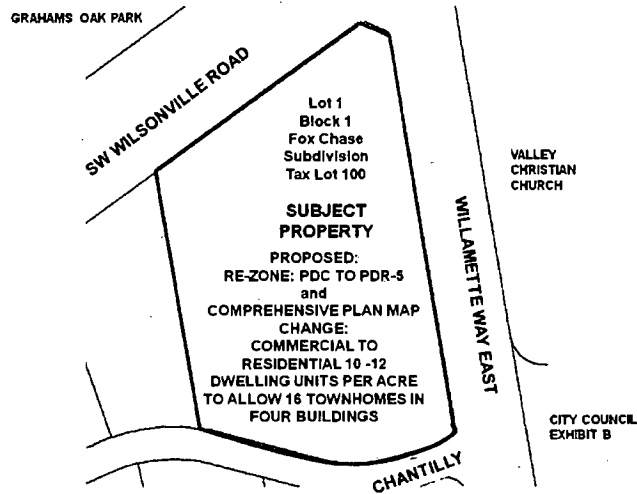 GRAHAMS OAK PARK
SW WILSONVILLE ROAD
Lot 1
Block 1
Fox Chase
Subdivision
Tax Lot 100
SUBJECT
PROPERTY
PROPOSED:
RE-ZONE: PDC TO PDR-5
and
COMPREHENSIVE PLAN MAP
CHANGE:
COMMERCIAL TO
RESIDENTIAL 10 -12
DWELLING UNITS PER ACRE
TO ALLOW 16 TOWNHOMES IN
FOUR BUILDINGS
VALLEY
CHRISTIAN
CHURCH
WILLAMETTE WAY EAST
CITY COUNCIL
EXHIBIT B
CHANTILLY